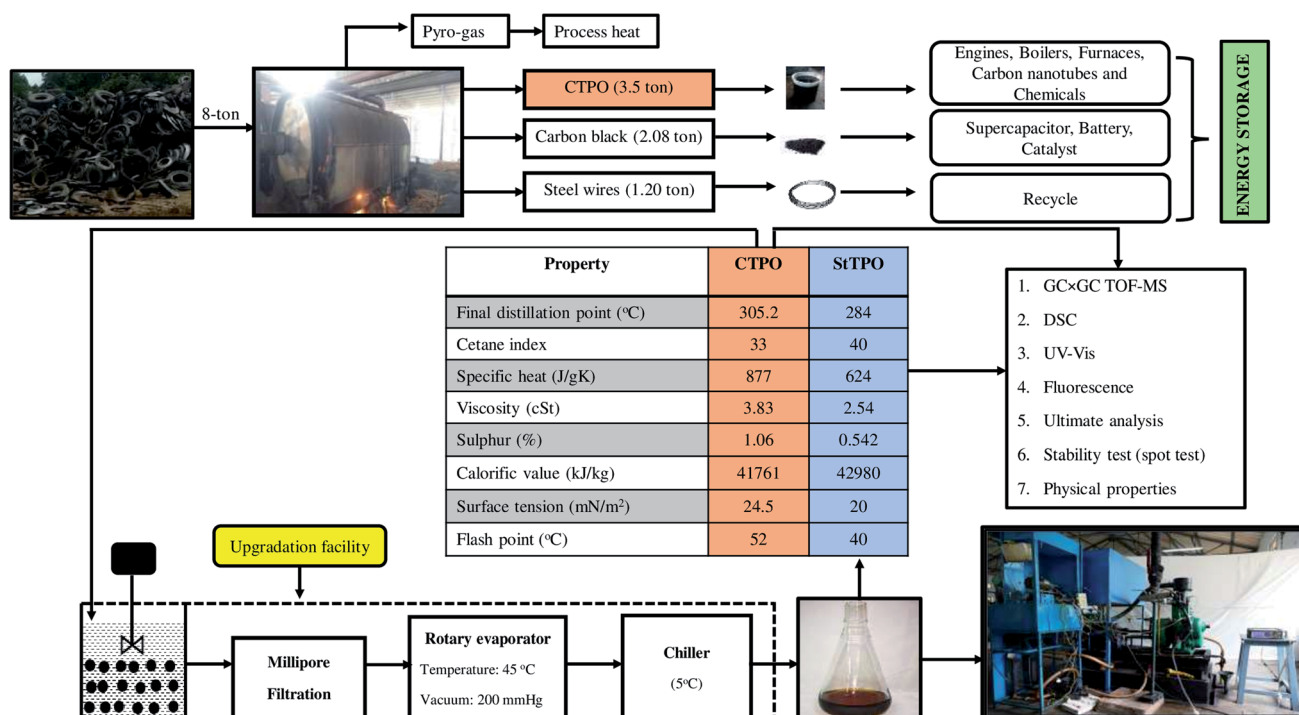 Pyro-gas
Process heat
8-ton
CTPO (3.5 ton)
Carbon black (2.08 ton)
Steel wires (1.20 ton)
Engines, Boilers, Furnaces,
Carbon nanotubes and
Chemicals
Supercapacitor, Battery,
Catalyst
Recycle
ENERGY STORAGE
Property CTPO StTPO
Final distillation point (ºC) 305.2 284
Cetane index 33 40
Specific heat (J/gK) 877 624
Viscosity (cSt) 3.83 2.54
Sulphur (%) 1.06 0.542
Calorific value (kJ/kg) 41761 42980
Surface tension (mN/m²) 24.5 20
Flash point (ºC) 52 40
1. GC×GC TOF-MS
2. DSC
3. UV-Vis
4. Fluorescence
5. Ultimate analysis
6. Stability test (spot test)
7. Physical properties
Upgradation facility
Millipore
Filtration
Rotary evaporator
Temperature: 45 ºC
Vacuum: 200 mmHg
Chiller
(5ºC)